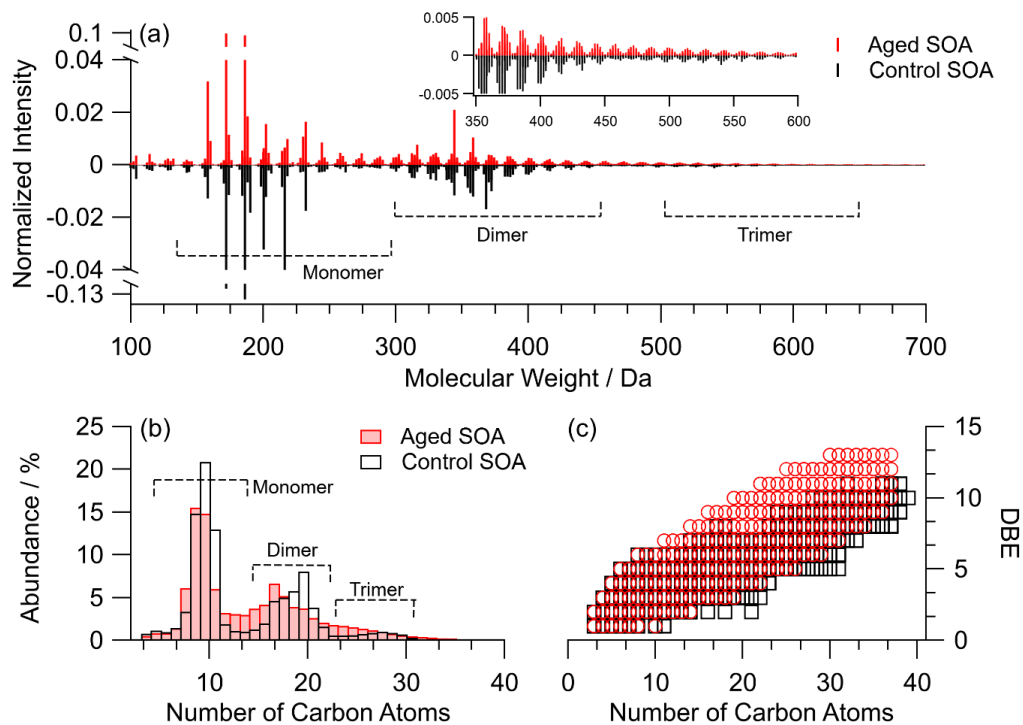 (a)
0.1
0.04
0.02
0
-0.02
-0.04
-0.13
Normalized Intensity
0.005
0
-0.005
350 400 450 500 550 600
Aged SOA
Control SOA
Monomer
Dimer
Trimer
100 200 300 400 500 600 700
Molecular Weight / Da
(b)
25
20
15
10
5
0
Abundance / %
Aged SOA
Control SOA
Monomer
Dimer
Trimer
10 20 30 40
Number of Carbon Atoms
(c)
15
10
5
0
DBE
0 10 20 30 40
Number of Carbon Atoms